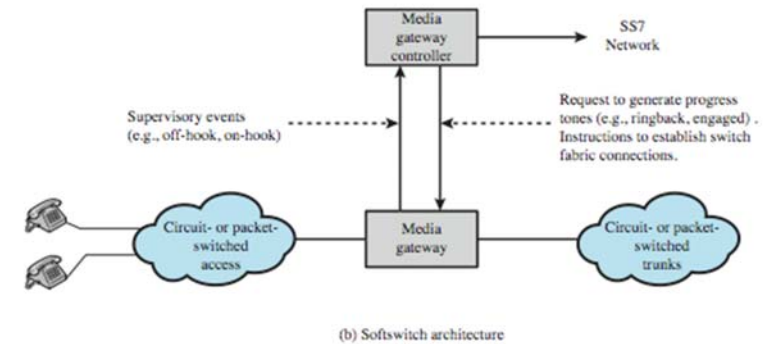 Media
gateway
controller
SS7
Network
Supervisory events
(e.g., off-hook, on-hook)
Request to generate progress
tones (e.g., ringback, engaged) .
Instructions to establish switch
fabric connections.
Circuit- or packet-
switched
access
Media
gateway
Circuit- or packet-
switched
trunks
(b) Softswitch architecture